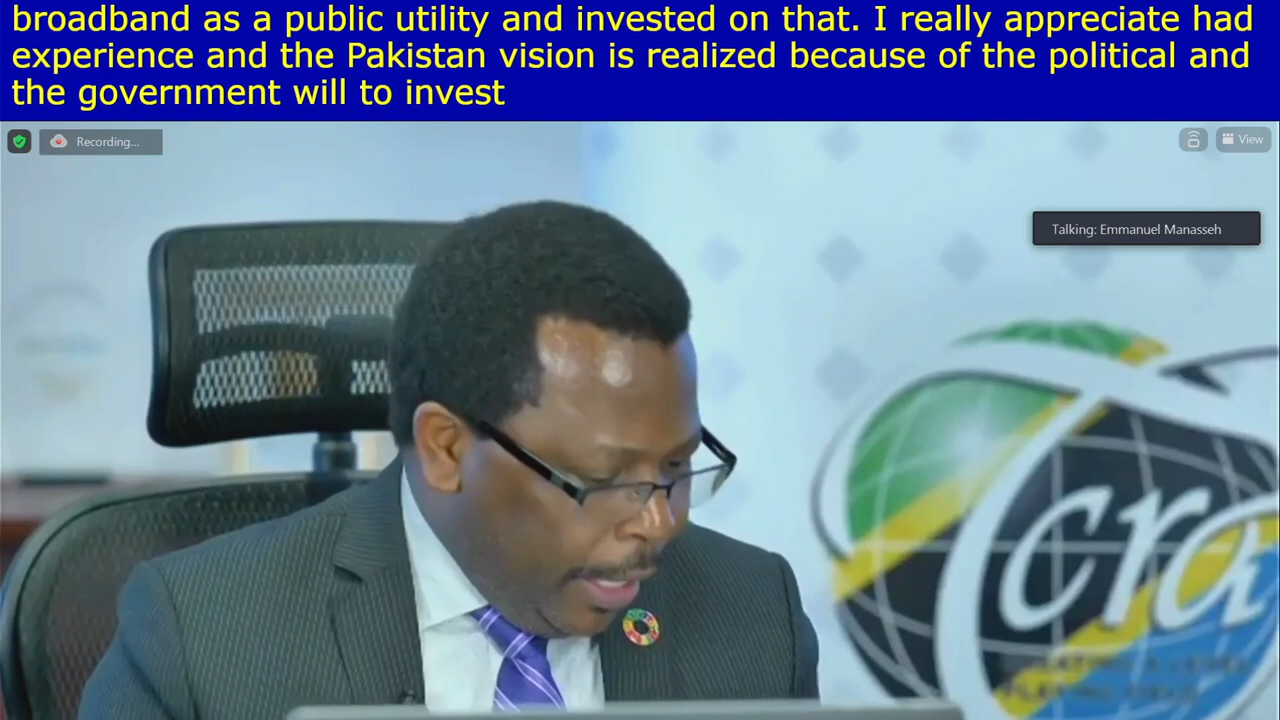 broadband as a public utility and invested on that. I really appreciate had
experience and the Pakistan vision is realized because of the political and
the government will to invest
Recording...
View
Talking: Emmanuel Manasseh
Tcra